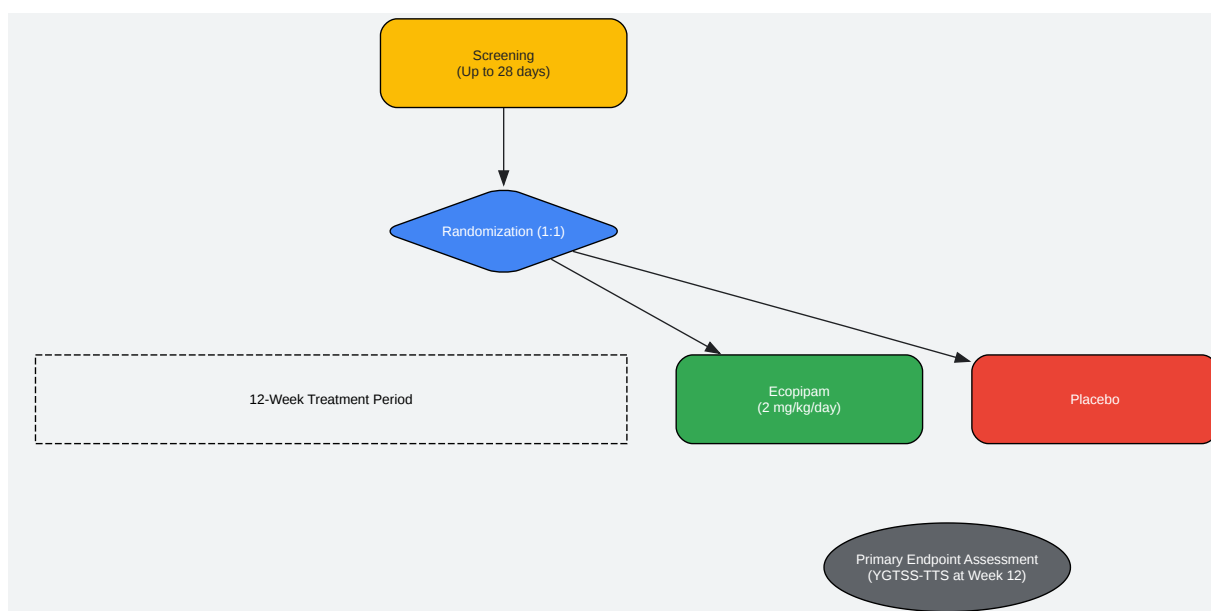 Screening
(Up to 28 days)
Randomization (1:1)
12-Week Treatment Period
Ecopipam
(2 mg/kg/day)
Placebo
Primary Endpoint Assessment
(YGTSS-TTS at Week 12)